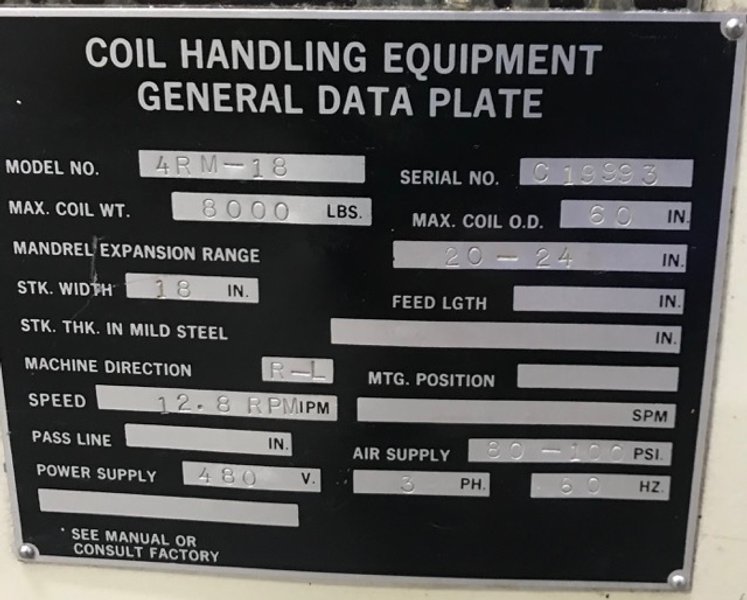 COIL HANDLING EQUIPMENT
GENERAL DATA PLATE
MODEL NO. 4RM-18 SERIAL NO. C 19993
MAX. COIL WT. 8000 LBS. MAX. COIL O.D. 60 IN.
MANDREL EXPANSION RANGE 20-24 IN.
STK. WIDTH 18 IN. FEED LGTH IN.
STK. THK. IN MILD STEEL IN.
MACHINE DIRECTION R-L MTG. POSITION
SPEED 12.8 RPM IPM SPM
PASS LINE IN. AIR SUPPLY 80-100 PSI.
POWER SUPPLY 480 V. 3 PH. 60 HZ.
* SEE MANUAL OR
CONSULT FACTORY